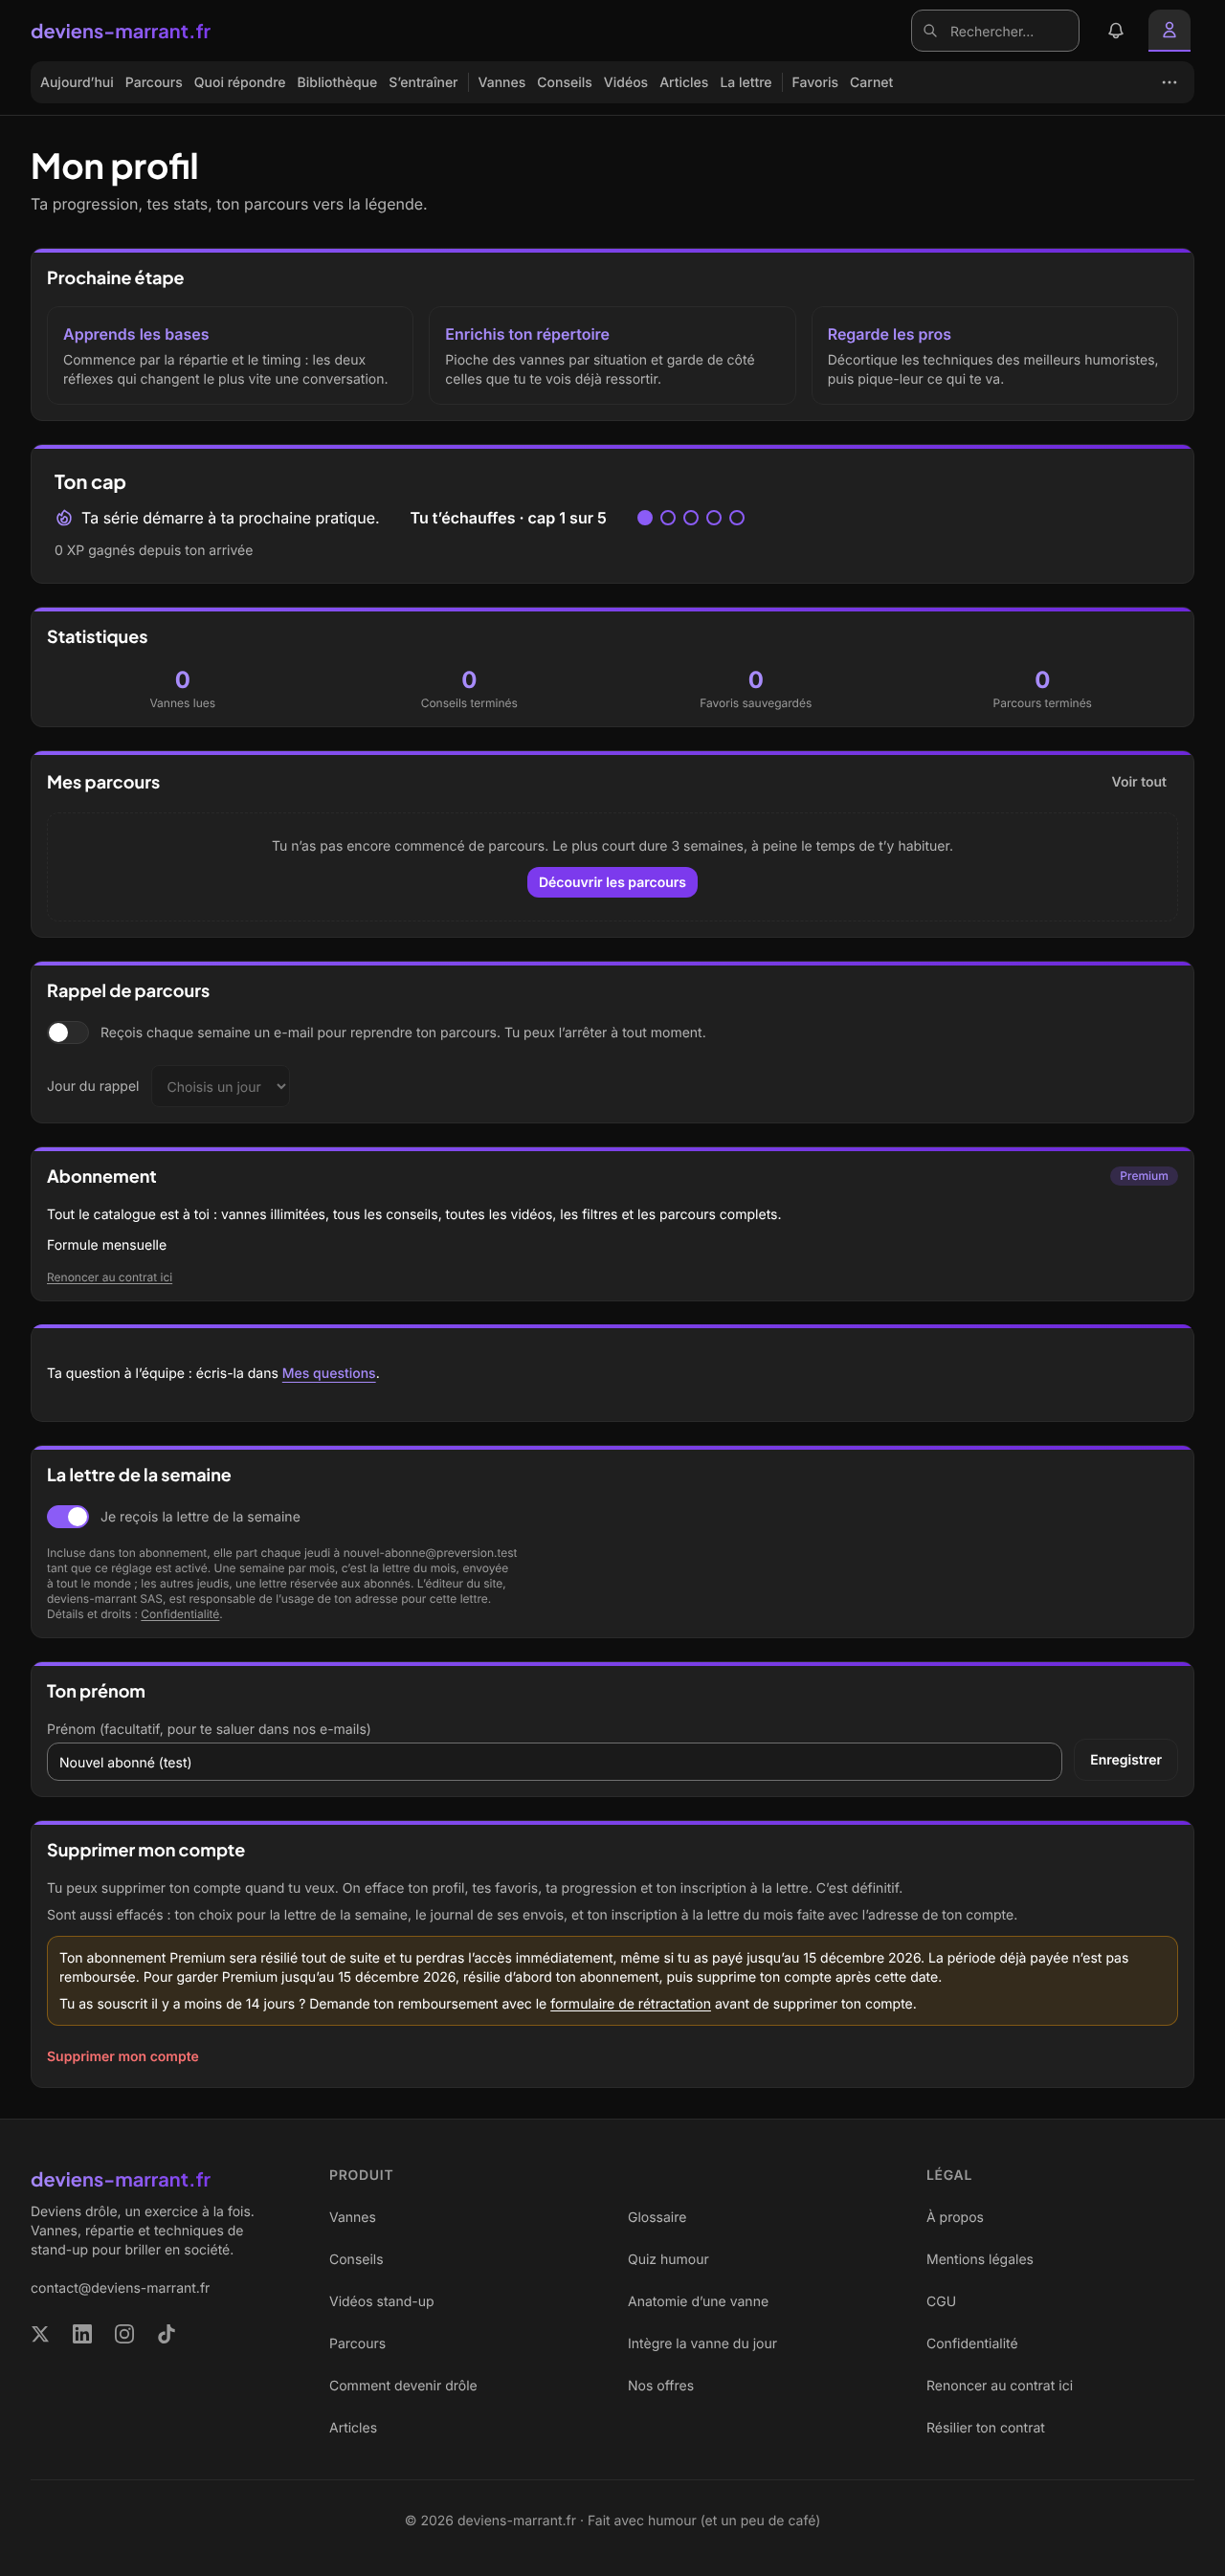 deviens-marrant.fr
Rechercher...
Aujourd’hui Parcours Quoi répondre Bibliothèque S’entraîner Vannes Conseils Vidéos Articles La lettre Favoris Carnet
Mon profil
Ta progression, tes stats, ton parcours vers la légende.
Prochaine étape
Apprends les bases
Commence par la répartie et le timing : les deux
réflexes qui changent le plus vite une conversation.
Enrichis ton répertoire
Pioche des vannes par situation et garde de côté
celles que tu te vois déjà ressortir.
Regarde les pros
Décortique les techniques des meilleurs humoristes,
puis pique-leur ce qui te va.
Ton cap
Ta série démarre à ta prochaine pratique. Tu t’échauffes · cap 1 sur 5
0 XP gagnés depuis ton arrivée
Statistiques
0 0 0 0
Vannes lues Conseils terminés Favoris sauvegardés Parcours terminés
Mes parcours
Voir tout
Tu n’as pas encore commencé de parcours. Le plus court dure 3 semaines, à peine le temps de t’y habituer.
Découvrir les parcours
Rappel de parcours
Reçois chaque semaine un e-mail pour reprendre ton parcours. Tu peux l’arrêter à tout moment.
Jour du rappel Choisis un jour
Abonnement
Premium
Tout le catalogue est à toi : vannes illimitées, tous les conseils, toutes les vidéos, les filtres et les parcours complets.
Formule mensuelle
Renoncer au contrat ici
Ta question à l’équipe : écris-la dans Mes questions.
La lettre de la semaine
Je reçois la lettre de la semaine
Incluse dans ton abonnement, elle part chaque jeudi à nouvel-abonne@preversion.test
tant que ce réglage est activé. Une semaine par mois, c’est la lettre du mois, envoyée
à tout le monde ; les autres jeudis, une lettre réservée aux abonnés. L’éditeur du site,
deviens-marrant SAS, est responsable de l’usage de ton adresse pour cette lettre.
Détails et droits : Confidentialité.
Ton prénom
Prénom (facultatif, pour te saluer dans nos e-mails)
Nouvel abonné (test)
Enregistrer
Supprimer mon compte
Tu peux supprimer ton compte quand tu veux. On efface ton profil, tes favoris, ta progression et ton inscription à la lettre. C’est définitif.
Sont aussi effacés : ton choix pour la lettre de la semaine, le journal de ses envois, et ton inscription à la lettre du mois faite avec l’adresse de ton compte.
Ton abonnement Premium sera résilié tout de suite et tu perdras l’accès immédiatement, même si tu as payé jusqu’au 15 décembre 2026. La période déjà payée n’est pas
remboursée. Pour garder Premium jusqu’au 15 décembre 2026, résilie d’abord ton abonnement, puis supprime ton compte après cette date.
Tu as souscrit il y a moins de 14 jours ? Demande ton remboursement avec le formulaire de rétractation avant de supprimer ton compte.
Supprimer mon compte
deviens-marrant.fr
Deviens drôle, un exercice à la fois.
Vannes, répartie et techniques de
stand-up pour briller en société.
contact@deviens-marrant.fr
PRODUIT
Vannes
Conseils
Vidéos stand-up
Parcours
Comment devenir drôle
Articles
Glossaire
Quiz humour
Anatomie d’une vanne
Intègre la vanne du jour
Nos offres
LÉGAL
À propos
Mentions légales
CGU
Confidentialité
Renoncer au contrat ici
Résilier ton contrat
© 2026 deviens-marrant.fr · Fait avec humour (et un peu de café)